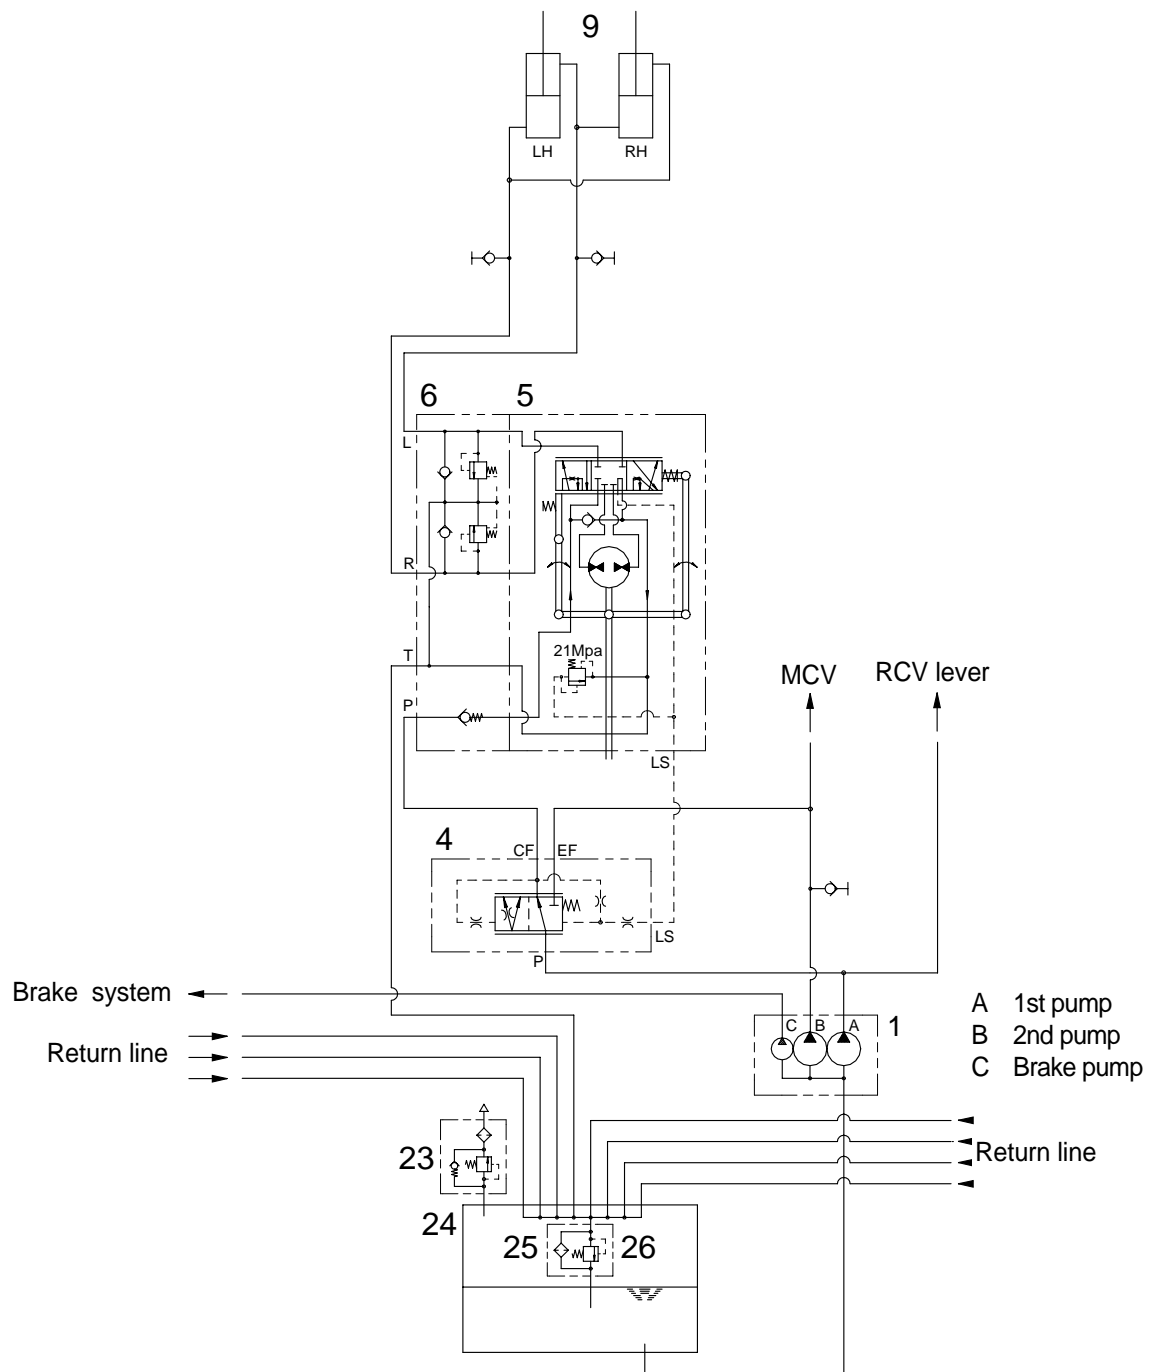 9
LH RH
6 5
L
R
21Mpa
T
MCV RCV lever
P
LS
4
CF EF
LS
P
Brake system
C B A 1
A 1st pump
B 2nd pump
C Brake pump
Return line
23
Return line
24
25 26